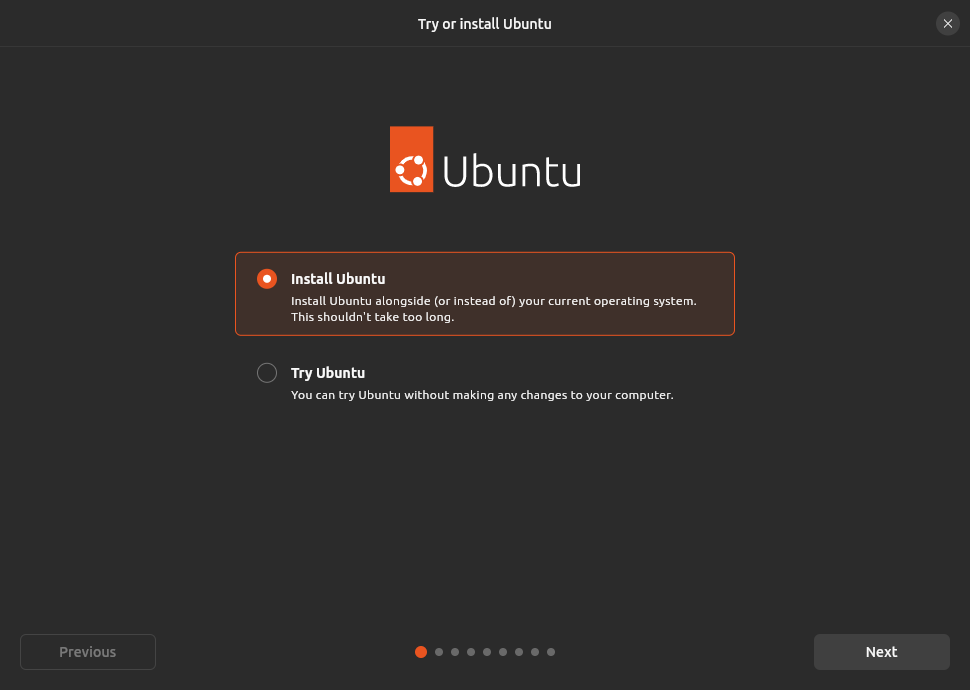 Try or install Ubuntu
Ubuntu
Install Ubuntu
Install Ubuntu alongside (or instead of) your current operating system.
This shouldn't take too long.
Try Ubuntu
You can try Ubuntu without making any changes to your computer.
Previous
Next